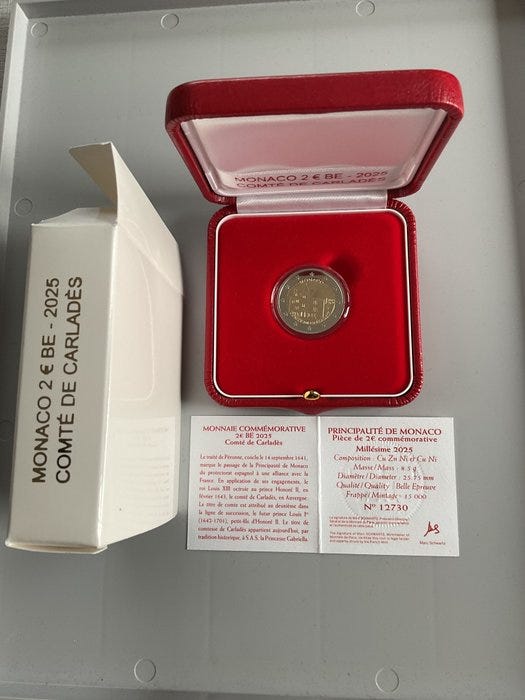 MONACO 2 € BE - 2025
COMTÉ DE CARLADÈS
MONACO 2 € BE - 2025
COMTÉ DE CARLADÈS
MONNAIE COMMÉMORATIVE
2€ BE 2025
Comté de Carladès
Le traité de Péronne, conclu le 14 septembre 1641,
marque le passage de la Principauté de Monaco
du protectorat espagnol à une alliance avec la
France. En application de ses engagements, le
roi Louis XIII octroie au prince Honoré II, en
février 1643, le comté de Carladès, en Auvergne.
Le titre de comté est attribué au deuxième dans
la ligne de succession, le futur prince Louis Iᵉʳ
(1642-1701), petit-fils d'Honoré II. Le titre de
comtesse de Carladès appartient aujourd'hui, par
tradition historique, à S.A.S. la Princesse Gabriella.
PRINCIPAUTÉ DE MONACO
Pièce de 2€ commémorative
Millésime 2025
Composition : Cu Zn Ni & Cu Ni
Masse/Mass : 8.5 g
Diamètre/Diameter : 25.75 mm
Qualité/Quality : Belle Epreuve
Frappe/Mintage : 15 000
N° 12730
Marc Schwartz